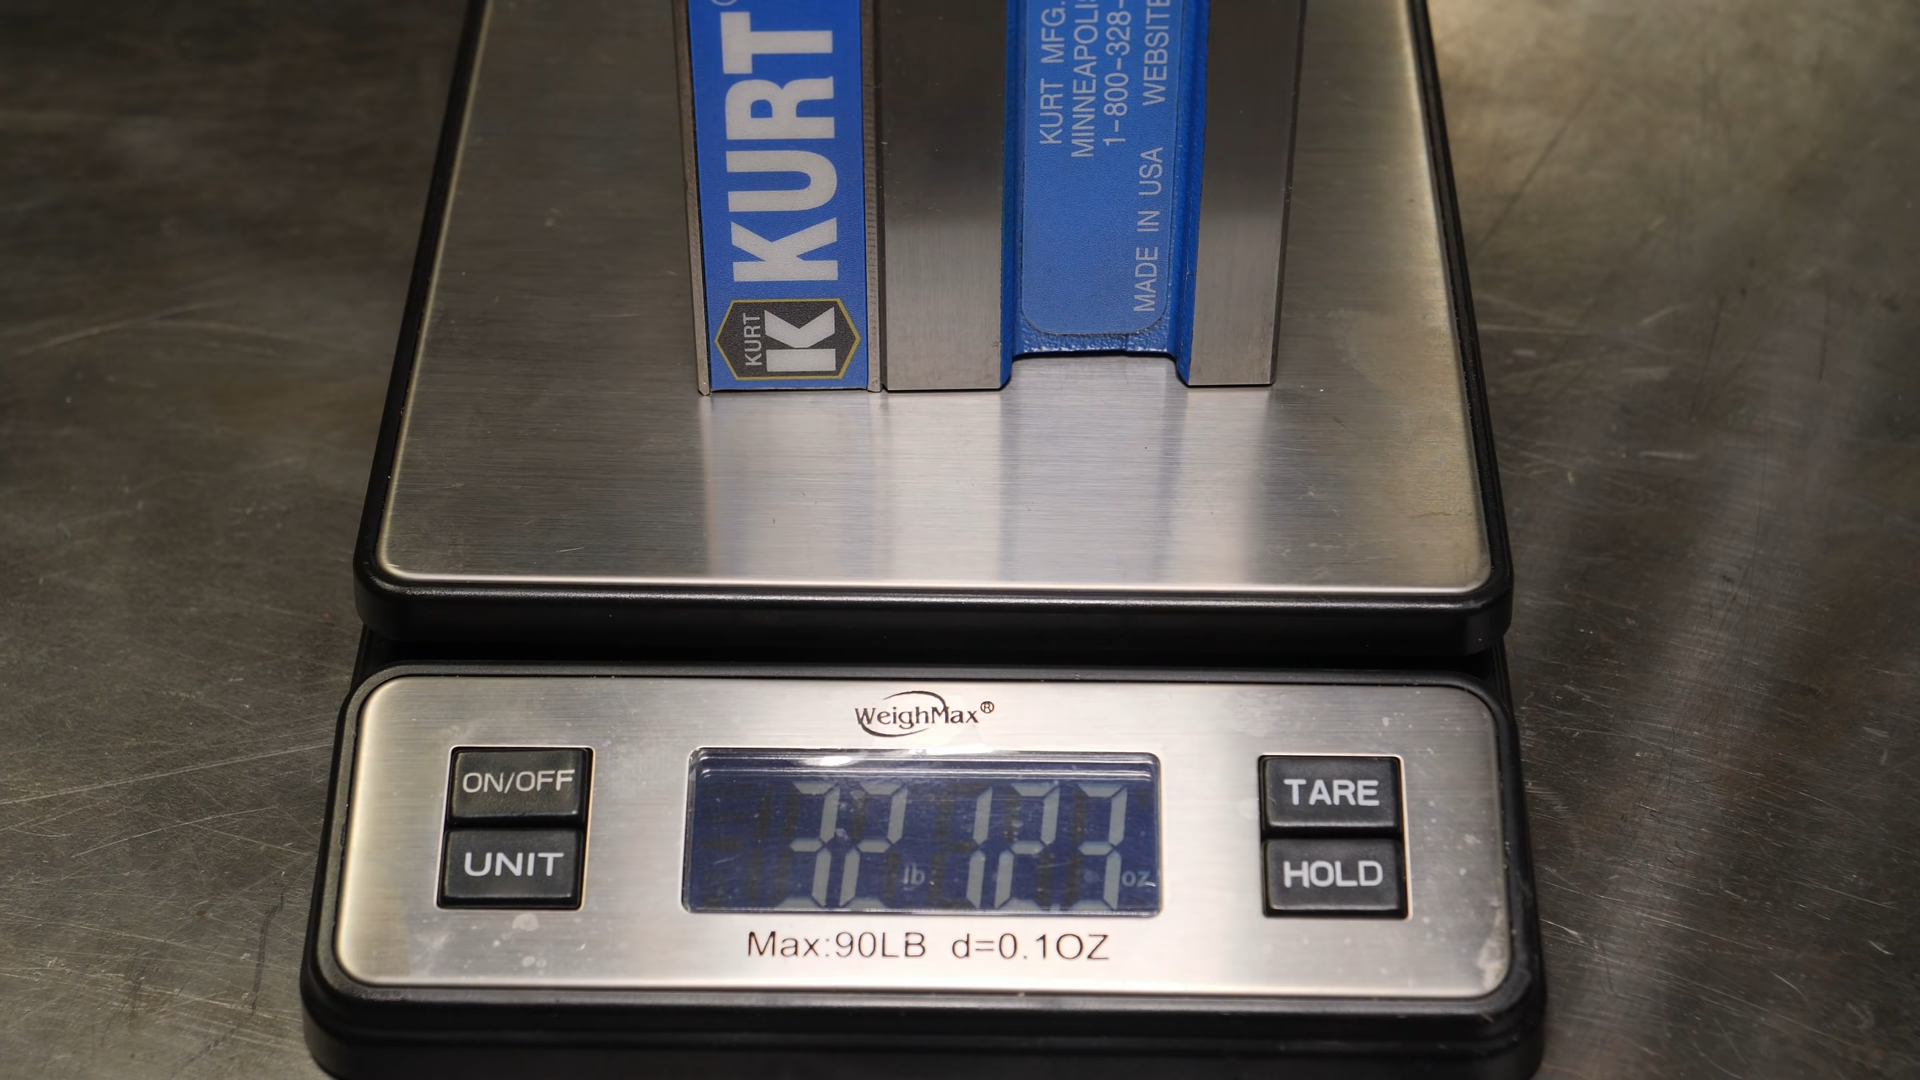 KURT®
KURT
K
KURT MFG.
MINNEAPOLIS
1-800-328-
MADE IN USA WEBSITE
WeighMax®
ON/OFF
UNIT
32 lb 12.3 oz
TARE
HOLD
Max:90LB d=0.1OZ